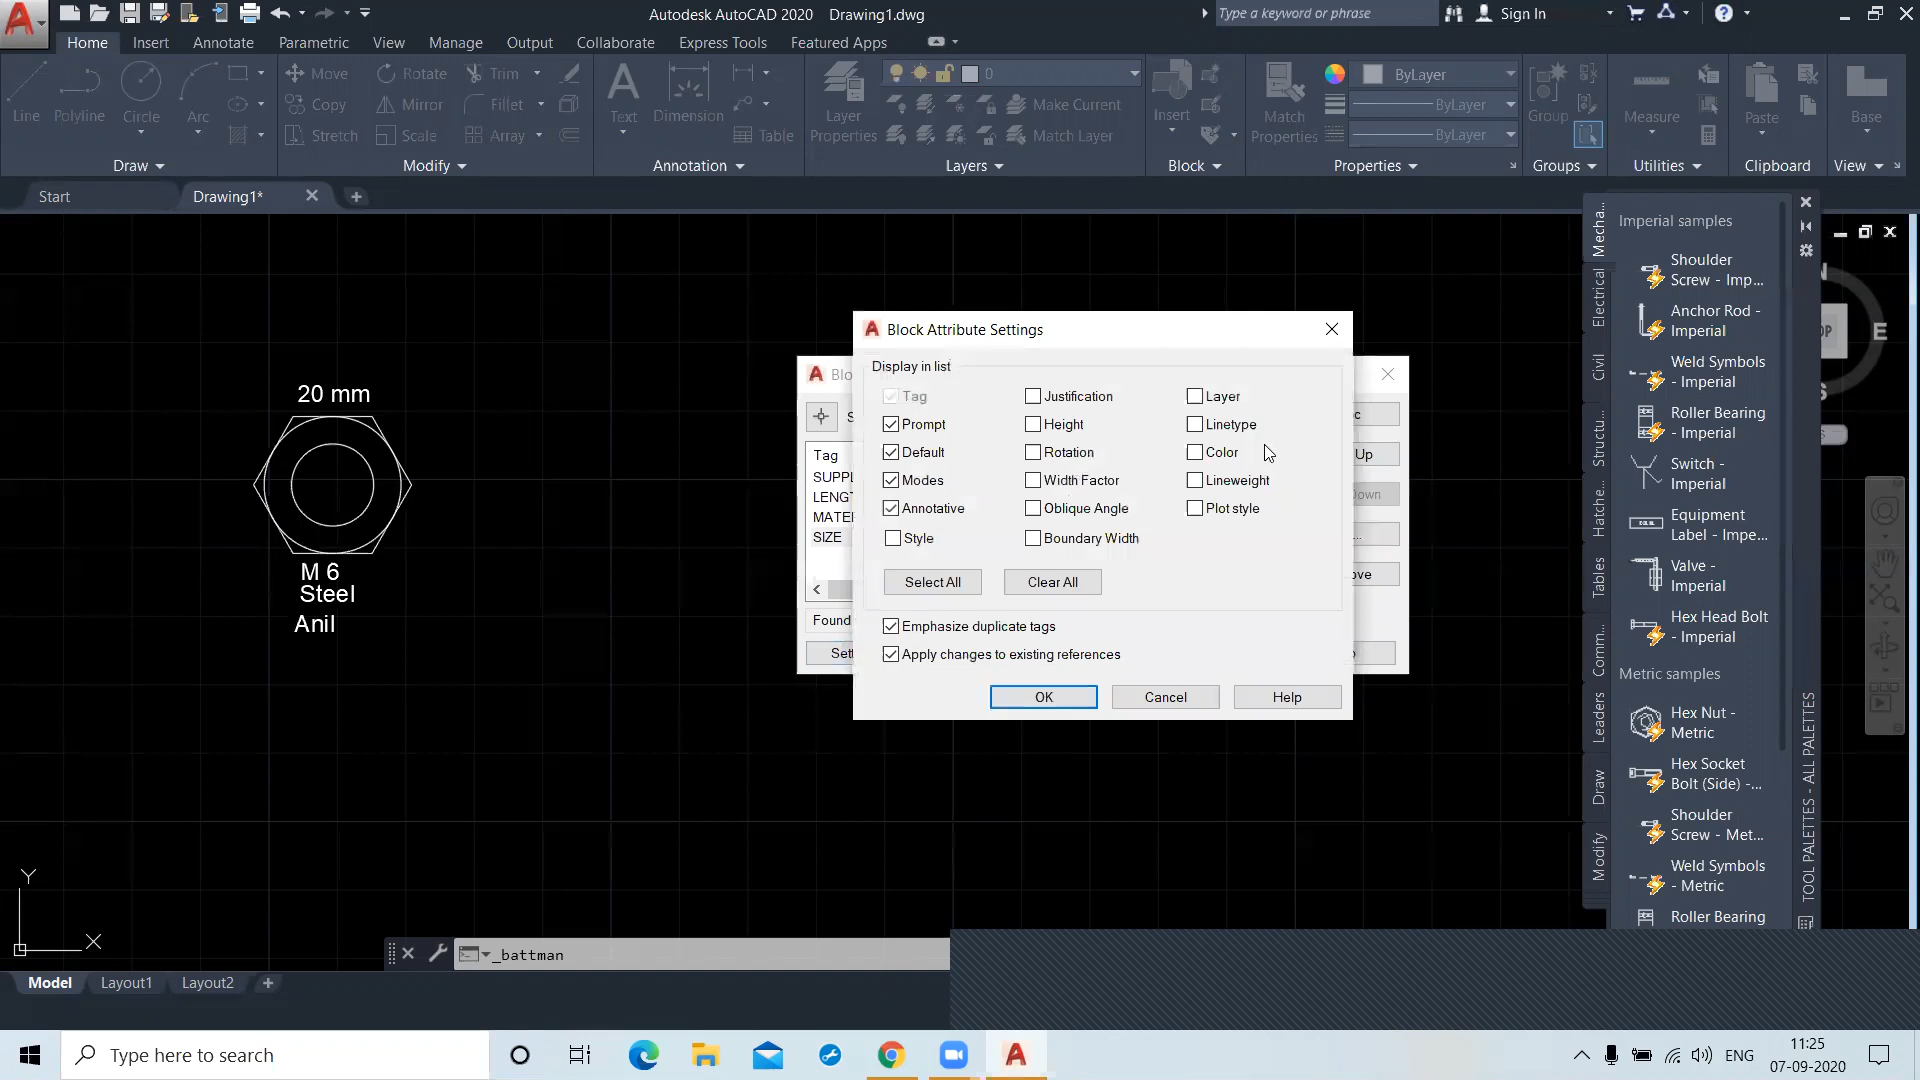 Autodesk AutoCAD 2020 Drawing1.dwg
Type a keyword or phrase
Sign In
Home Insert Annotate Parametric View Manage Output Collaborate Express Tools Featured Apps
Line Polyline Circle Arc
Move Rotate Trim
Copy Mirror Fillet
Stretch Scale Array
Text Dimension Table
Layer Properties
0
Make Current
Match Layer
Insert
Match Properties
ByLayer
ByLayer
ByLayer
Group
Measure
Paste
Base
Draw Modify Annotation Layers Block Properties Groups Utilities Clipboard View
Start Drawing1*
20 mm
M 6
Steel
Anil
Block Attribute Settings
Display in list
Tag Justification Layer
Prompt Height Linetype
Default Rotation Color
Modes Width Factor Lineweight
Annotative Oblique Angle Plot style
Style Boundary Width
Select All Clear All
Emphasize duplicate tags
Apply changes to existing references
OK Cancel Help
Tag
SIZE
Found
Up
Mecha...
Electrical
Civil
Structu...
Hatche...
Tables
Comm...
Leaders
Draw
Modify
Imperial samples
Shoulder
Screw - Imp...
Anchor Rod -
Imperial
Weld Symbols
- Imperial
Roller Bearing
- Imperial
Switch -
Imperial
Equipment
Label - Impe...
Valve -
Imperial
Hex Head Bolt
- Imperial
Metric samples
Hex Nut -
Metric
Hex Socket
Bolt (Side) -...
Shoulder
Screw - Met...
Weld Symbols
- Metric
Roller Bearing
TOOL PALETTES - ALL PALETTES
E
S
Y
X
_battman
Model Layout1 Layout2
Type here to search
ENG
11:25
07-09-2020